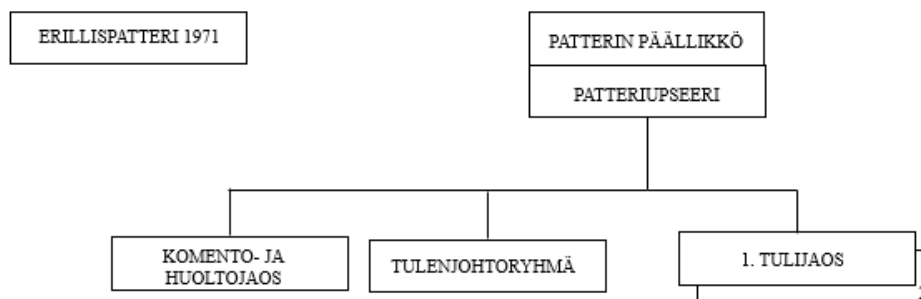 ERILLISPATTERI 1971
PATTERIN PÄÄLLIKKÖ
PATTERIUPSEERI
KOMENTO- JA
HUOLTOJAOS
TULENJOHTORYHMÄ
1. TULIJAOS